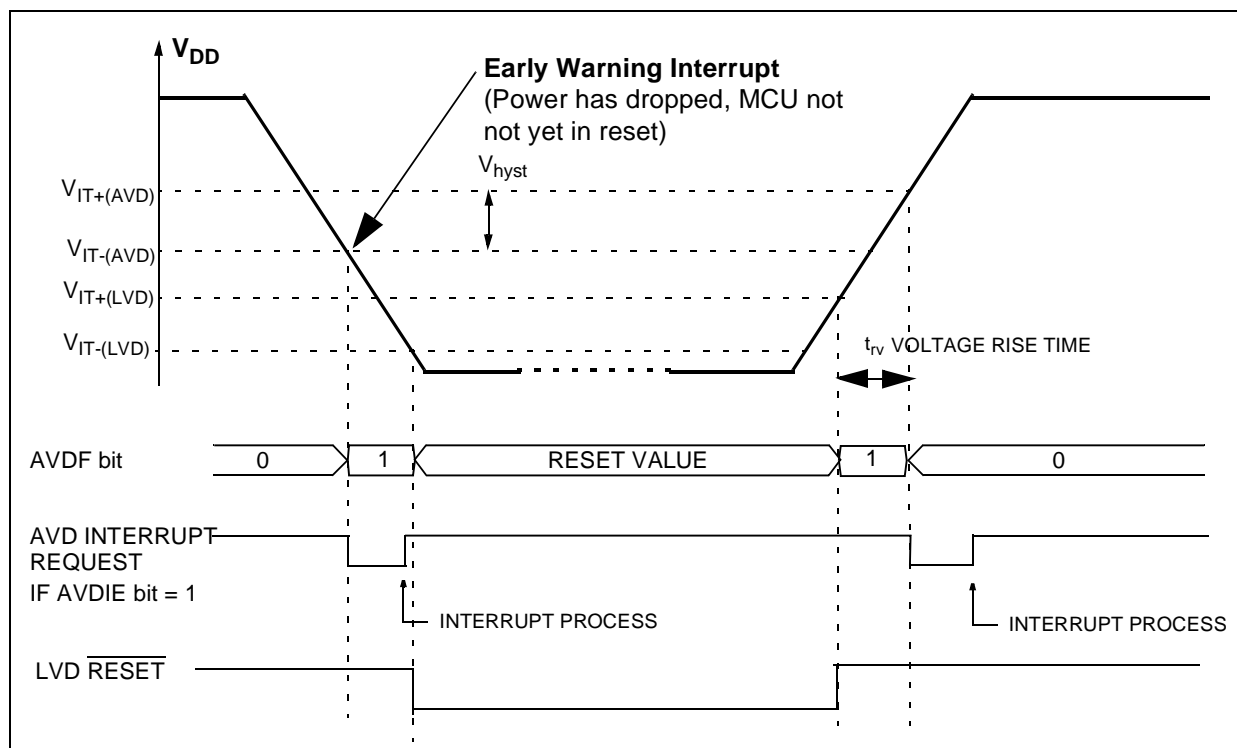 VDD
Early Warning Interrupt
(Power has dropped, MCU not
not yet in reset)
Vhyst
VIT+(AVD)
VIT-(AVD)
VIT+(LVD)
VIT-(LVD)
trv VOLTAGE RISE TIME
AVDF bit
0
1
RESET VALUE
1
0
AVD INTERRUPT
REQUEST
IF AVDIE bit = 1
INTERRUPT PROCESS
INTERRUPT PROCESS
LVD RESET